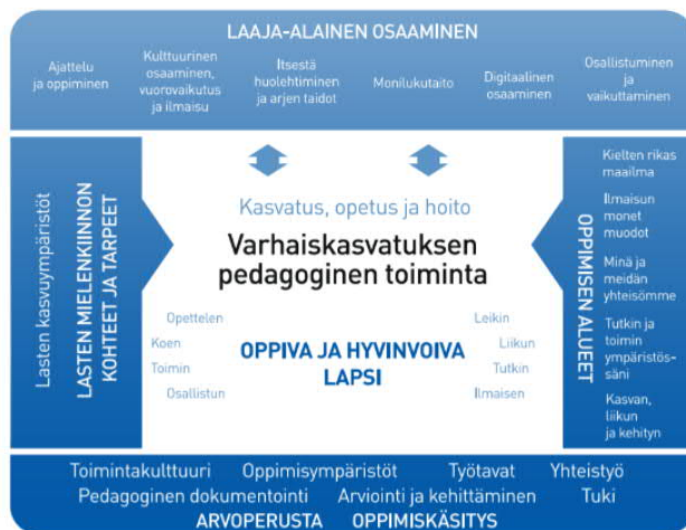 LAAJA-ALAINEN OSAAMINEN
Ajattelu
ja oppiminen
Kulttuurinen
osaaminen,
vuorovaikutus
ja ilmaisu
Itsestä
huolehtiminen
ja arjen taidot
Monilukutaito
Digitaalinen
osaaminen
Osallistuminen
ja
vaikuttaminen
Lasten kasvuympäristöt
LASTEN MIELENKIINNON
KOHTEET JA TARPEET
Kasvatus, opetus ja hoito
Varhaiskasvatuksen
pedagoginen toiminta
Opettelen
Koen
Toimin
Osallistun
OPPIVA JA HYVINVOIVA
LAPSI
Leikin
Liikun
Tutkin
Ilmaisen
OPPIMISEN ALUEET
Kielten rikas
maailma
Ilmaisun
monet
muodot
Minä ja
meidän
yhteisömme
Tutkin ja
toimin
ympäristös-
säni
Kasvan,
liikun
ja kehityn
Toimintakulttuuri Oppimisympäristöt Työtavat Yhteistyö
Pedagoginen dokumentointi Arviointi ja kehittäminen Tuki
ARVOPERUSTA OPPIMISKÄSITYS